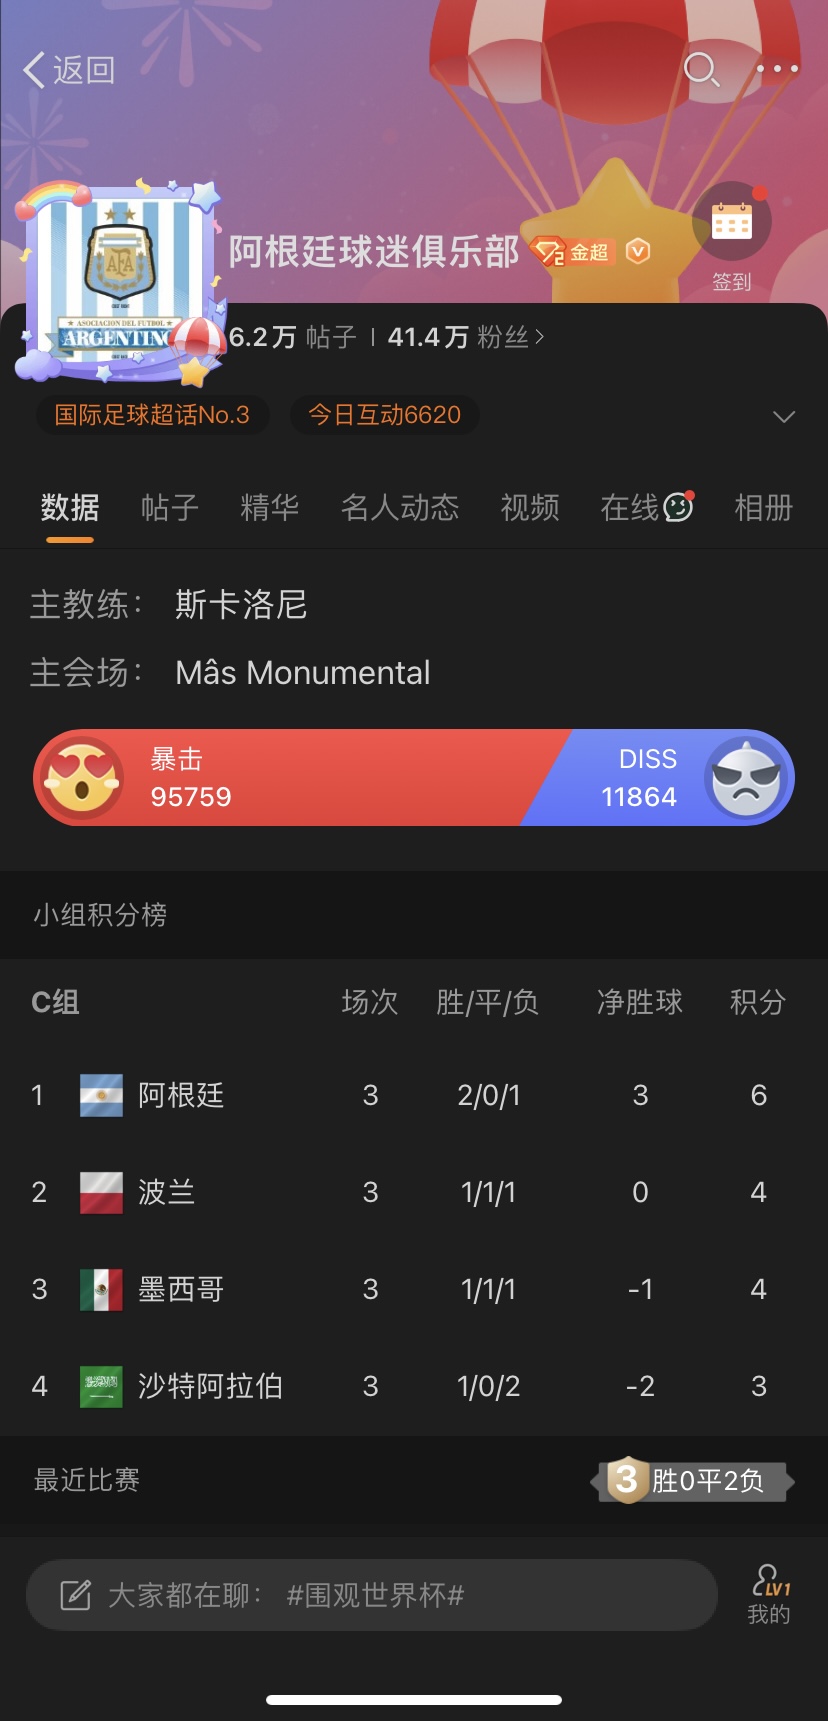 返回
阿根廷球迷俱乐部 2 金超 V
签到
AFA
ASOCIACION DEL FUTBOL
ARGENTINO
6.2万 帖子 | 41.4万 粉丝
国际足球超话No.3 今日互动6620
数据 帖子 精华 名人动态 视频 在线 相册
主教练： 斯卡洛尼
主会场： Mâs Monumental
暴击 DISS
95759 11864
小组积分榜
C组 场次 胜/平/负 净胜球 积分
1 阿根廷 3 2/0/1 3 6
2 波兰 3 1/1/1 0 4
3 墨西哥 3 1/1/1 -1 4
4 沙特阿拉伯 3 1/0/2 -2 3
最近比赛 3胜0平2负
大家都在聊： #围观世界杯# LV1
我的